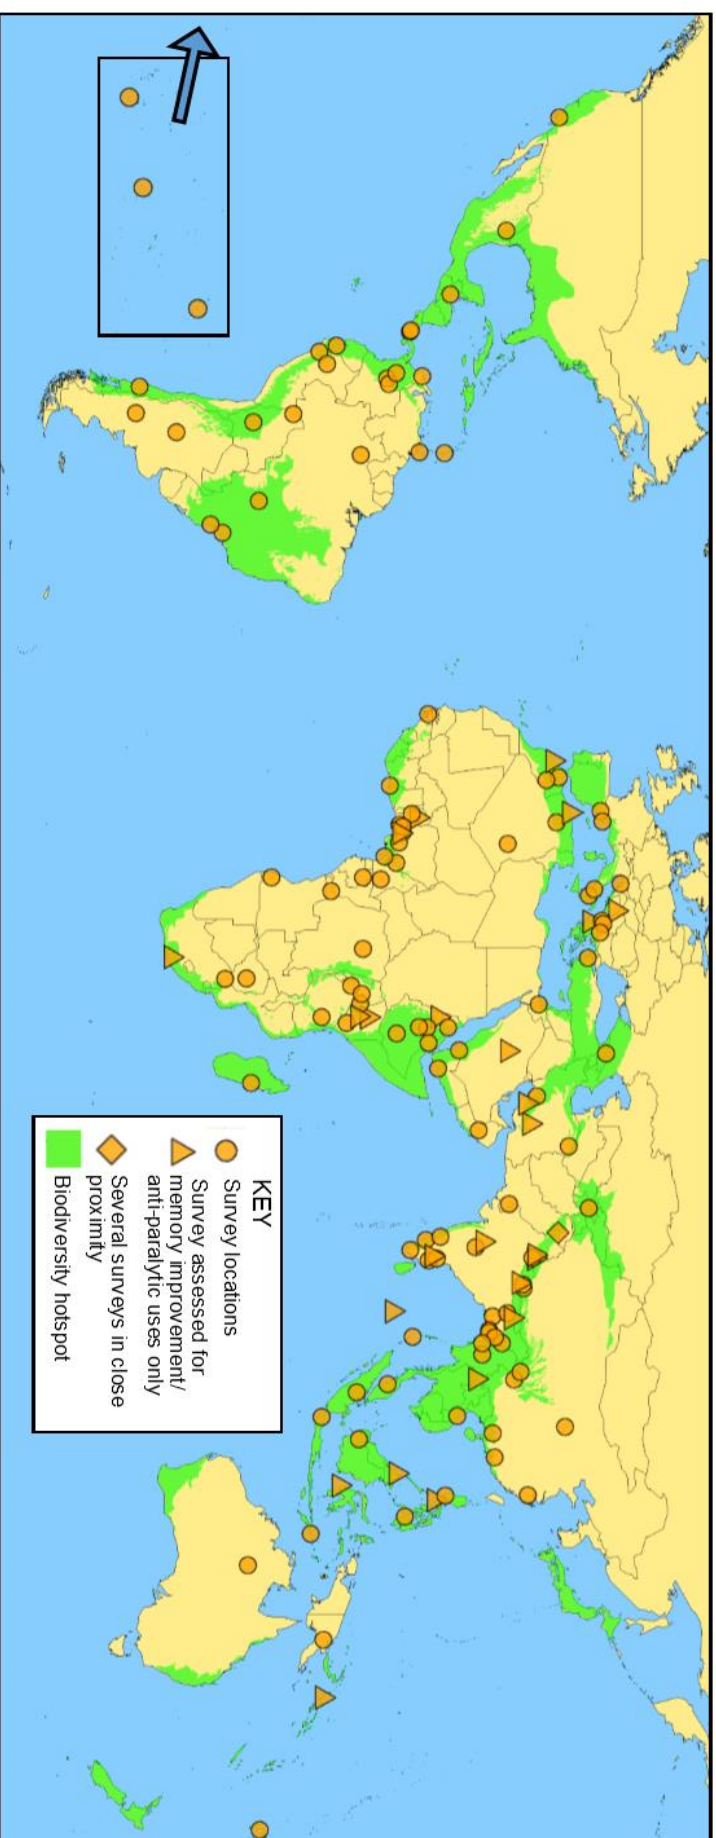 KEY
Survey locations
Survey assessed for
memory improvement/
anti-paralytic uses only
Several surveys in close
proximity
Biodiversity hotspot